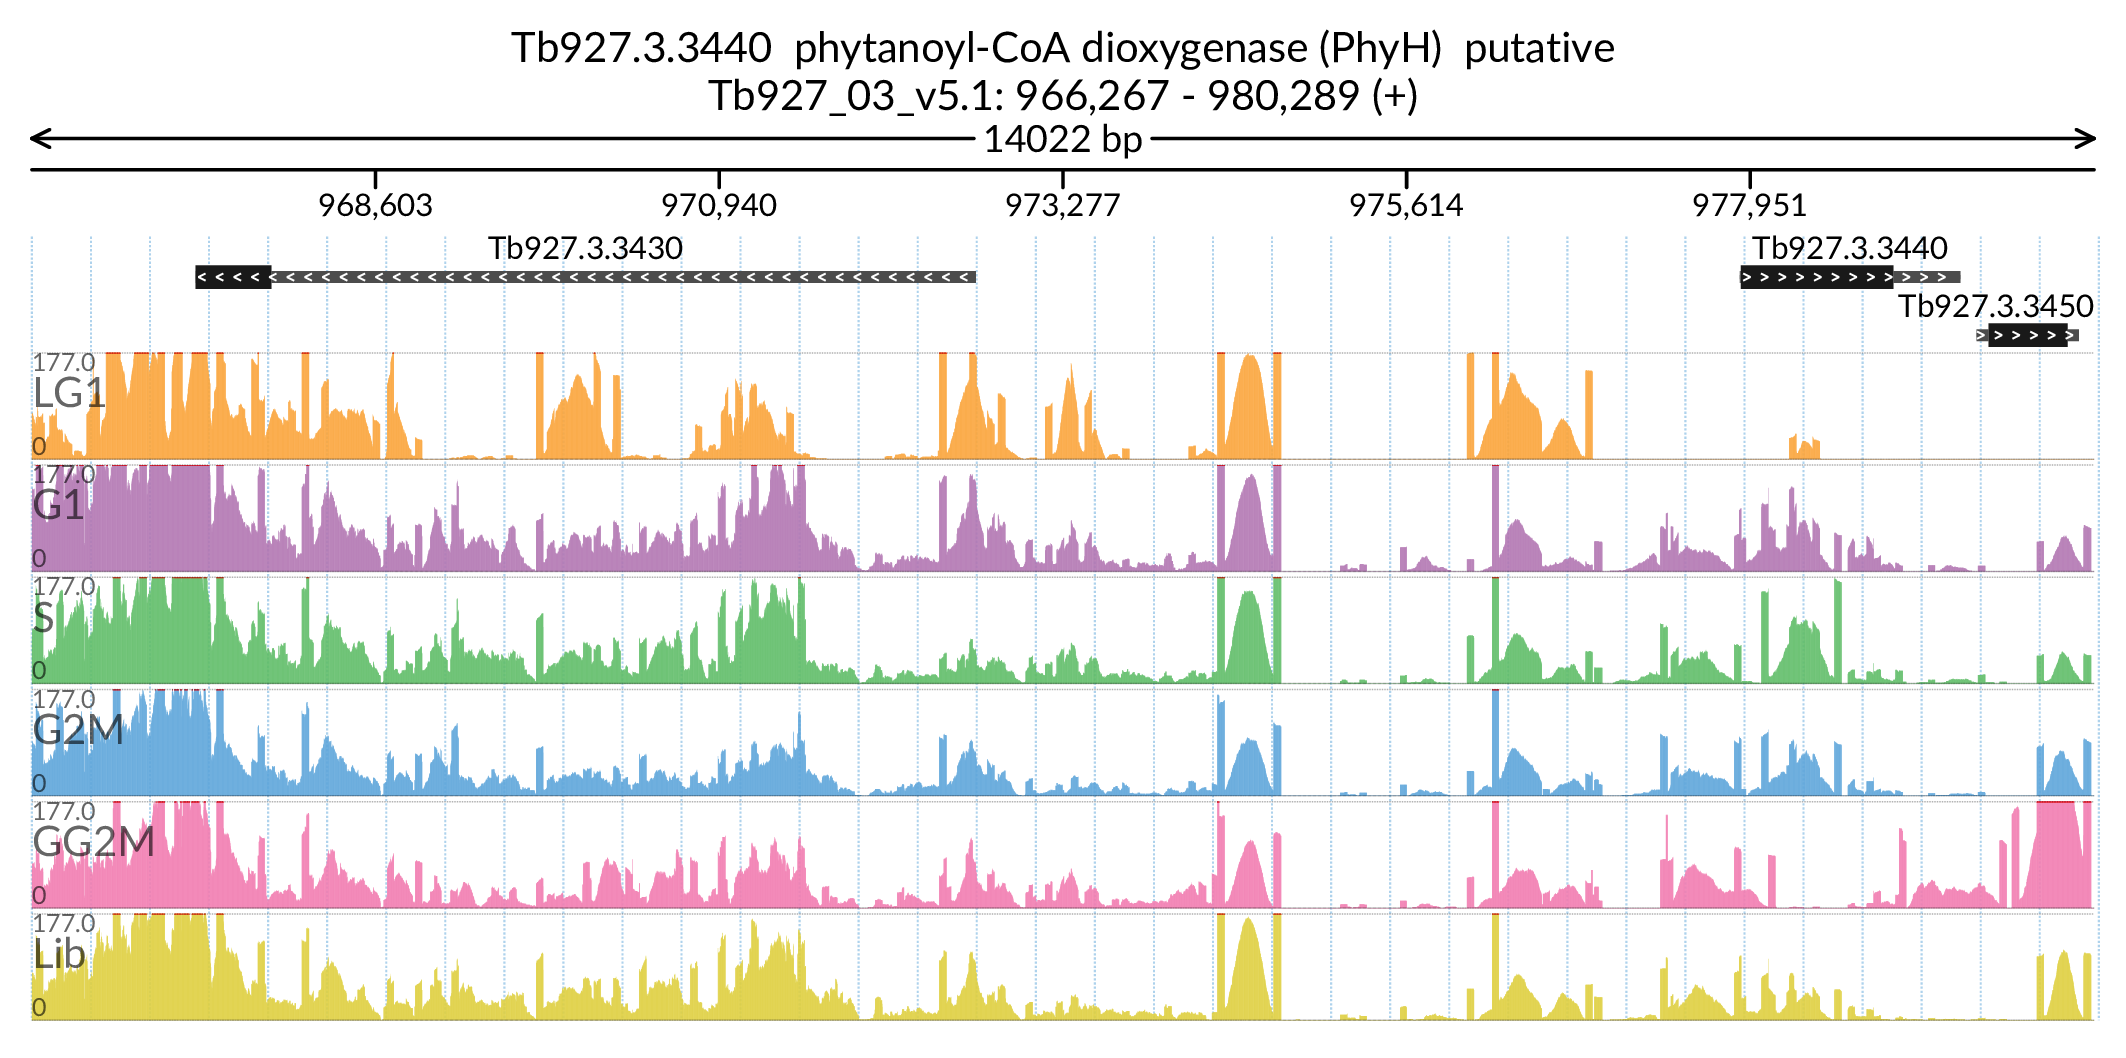 Tb927.3.3440  phytanoyl-CoA dioxygenase (PhyH)  putative
Tb927_03_v5.1: 966,267 - 980,289 (+)
14022 bp
968,603 970,940 973,277 975,614 977,951
Tb927.3.3430 Tb927.3.3440
Tb927.3.3450
177.0
LG1
0
177.0
G1
0
177.0
S
0
177.0
G2M
0
177.0
GG2M
0
177.0
Lib
0